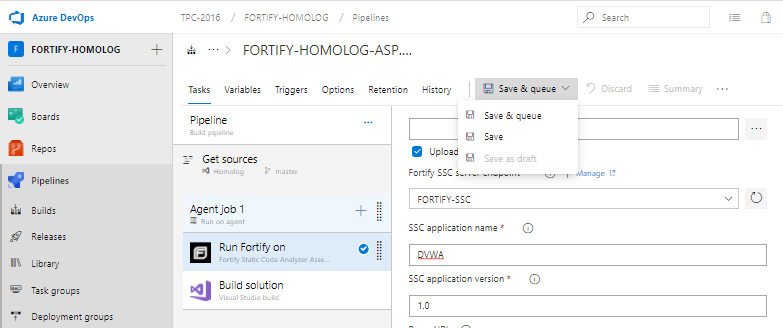 Azure DevOps
TPC-2016 / FORTIFY-HOMOLOG / Pipelines
Search
F FORTIFY-HOMOLOG
Overview
Boards
Repos
Pipelines
Builds
Releases
Library
Task groups
Deployment groups
FORTIFY-HOMOLOG-ASP....
Tasks Variables Triggers Options Retention History
Save & queue
Discard
Summary
Save & queue
Save
Save as draft
Pipeline
Build pipeline
Get sources
Homolog master
Agent job 1
Run on agent
Run Fortify on
Fortify Static Code Analyzer Asse...
Build solution
Visual Studio build
Upload
Fortify SSC server endpoint | Manage
FORTIFY-SSC
SSC application name *
DVWA
SSC application version *
1.0